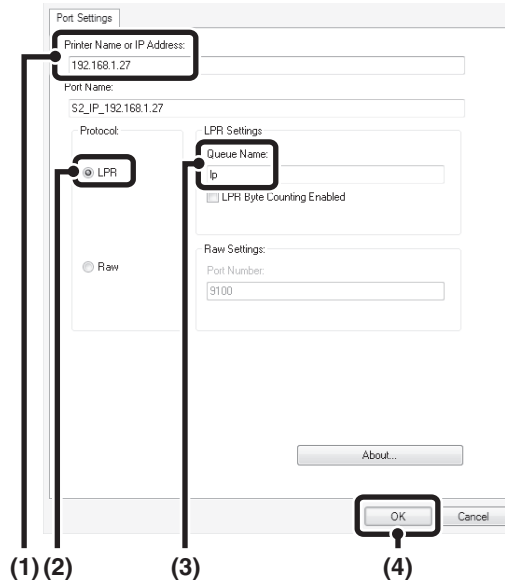 Port Settings
Printer Name or IP Address:
192.168.1.27
Port Name:
S2_IP_192.168.1.27
Protocol:
LPR
Raw
LPR Settings
Queue Name:
lp
LPR Byte Counting Enabled
Raw Settings:
Port Number:
9100
About...
OK
Cancel
(1) (2) (3) (4)